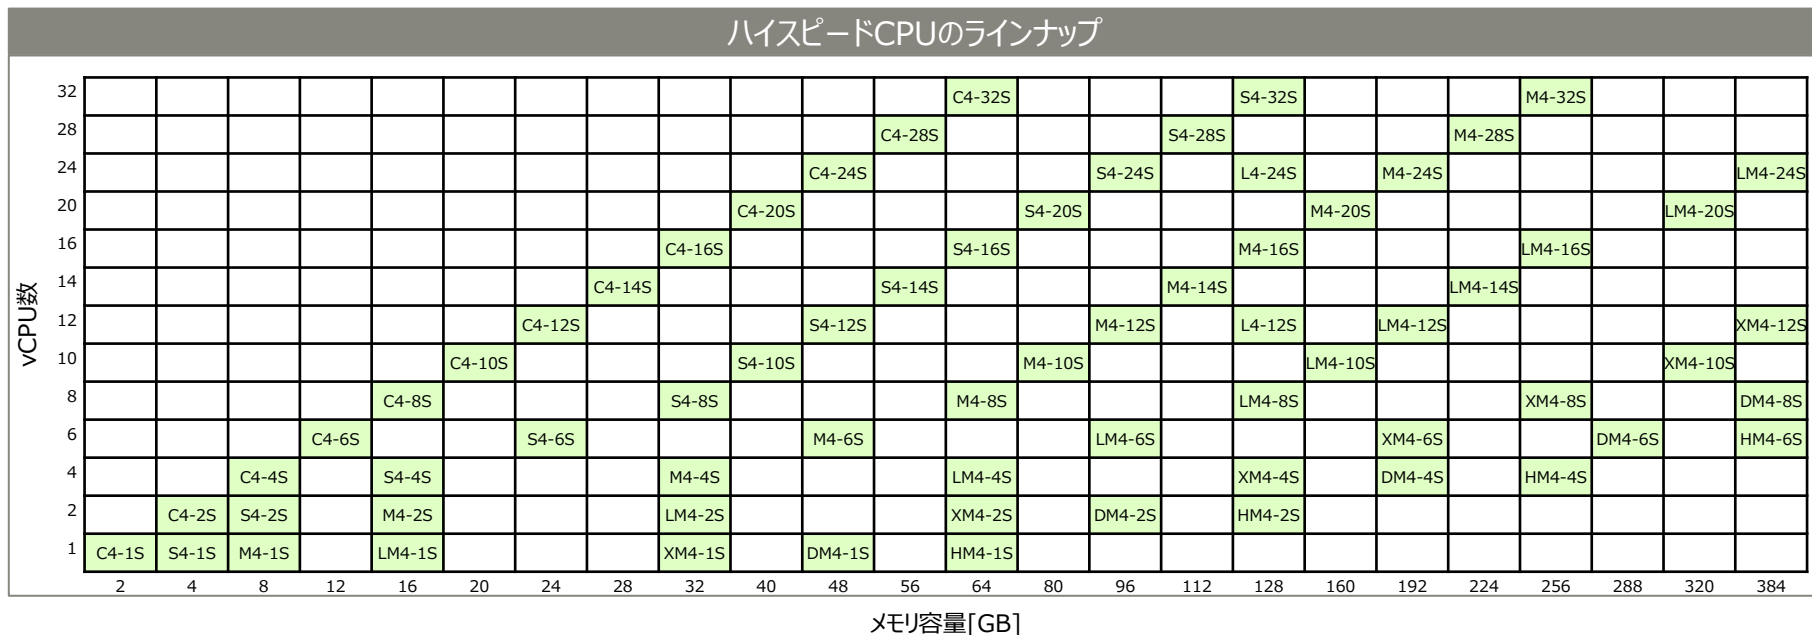 ハイスピードCPUのラインナップ
vCPU数
32 C4-32S S4-32S M4-32S
28 C4-28S S4-28S M4-28S
24 C4-24S S4-24S L4-24S M4-24S LM4-24S
20 C4-20S S4-20S M4-20S LM4-20S
16 C4-16S S4-16S M4-16S LM4-16S
14 C4-14S S4-14S M4-14S LM4-14S
12 C4-12S S4-12S M4-12S L4-12S LM4-12S XM4-12S
10 C4-10S S4-10S M4-10S LM4-10S XM4-10S
8 C4-8S S4-8S M4-8S LM4-8S XM4-8S DM4-8S
6 C4-6S S4-6S M4-6S LM4-6S XM4-6S DM4-6S HM4-6S
4 C4-4S S4-4S M4-4S LM4-4S XM4-4S DM4-4S HM4-4S
2 C4-2S S4-2S M4-2S LM4-2S XM4-2S DM4-2S HM4-2S
1 C4-1S S4-1S M4-1S LM4-1S XM4-1S DM4-1S HM4-1S
2 4 8 12 16 20 24 28 32 40 48 56 64 80 96 112 128 160 192 224 256 288 320 384
メモリ容量[GB]